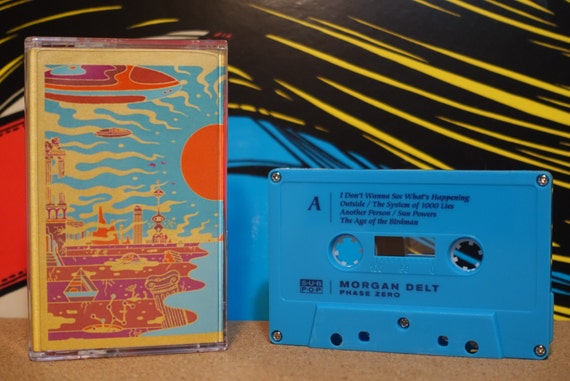 A
I Don't Wanna See What's Happening
Outside / The System of 1000 Lies
Another Person / Sun Powers
The Age of the Birdman
SUB
POP
MORGAN DELT
PHASE ZERO